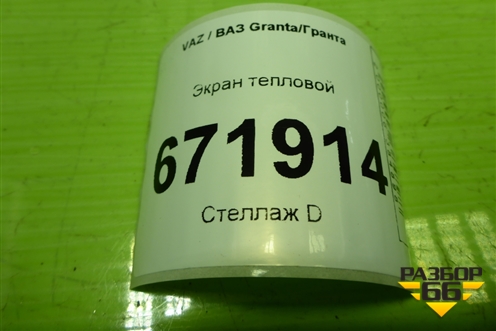 VAZ / ВАЗ Granta/Гранта
Экран тепловой
671914
Стеллаж D
РАЗБОР
66